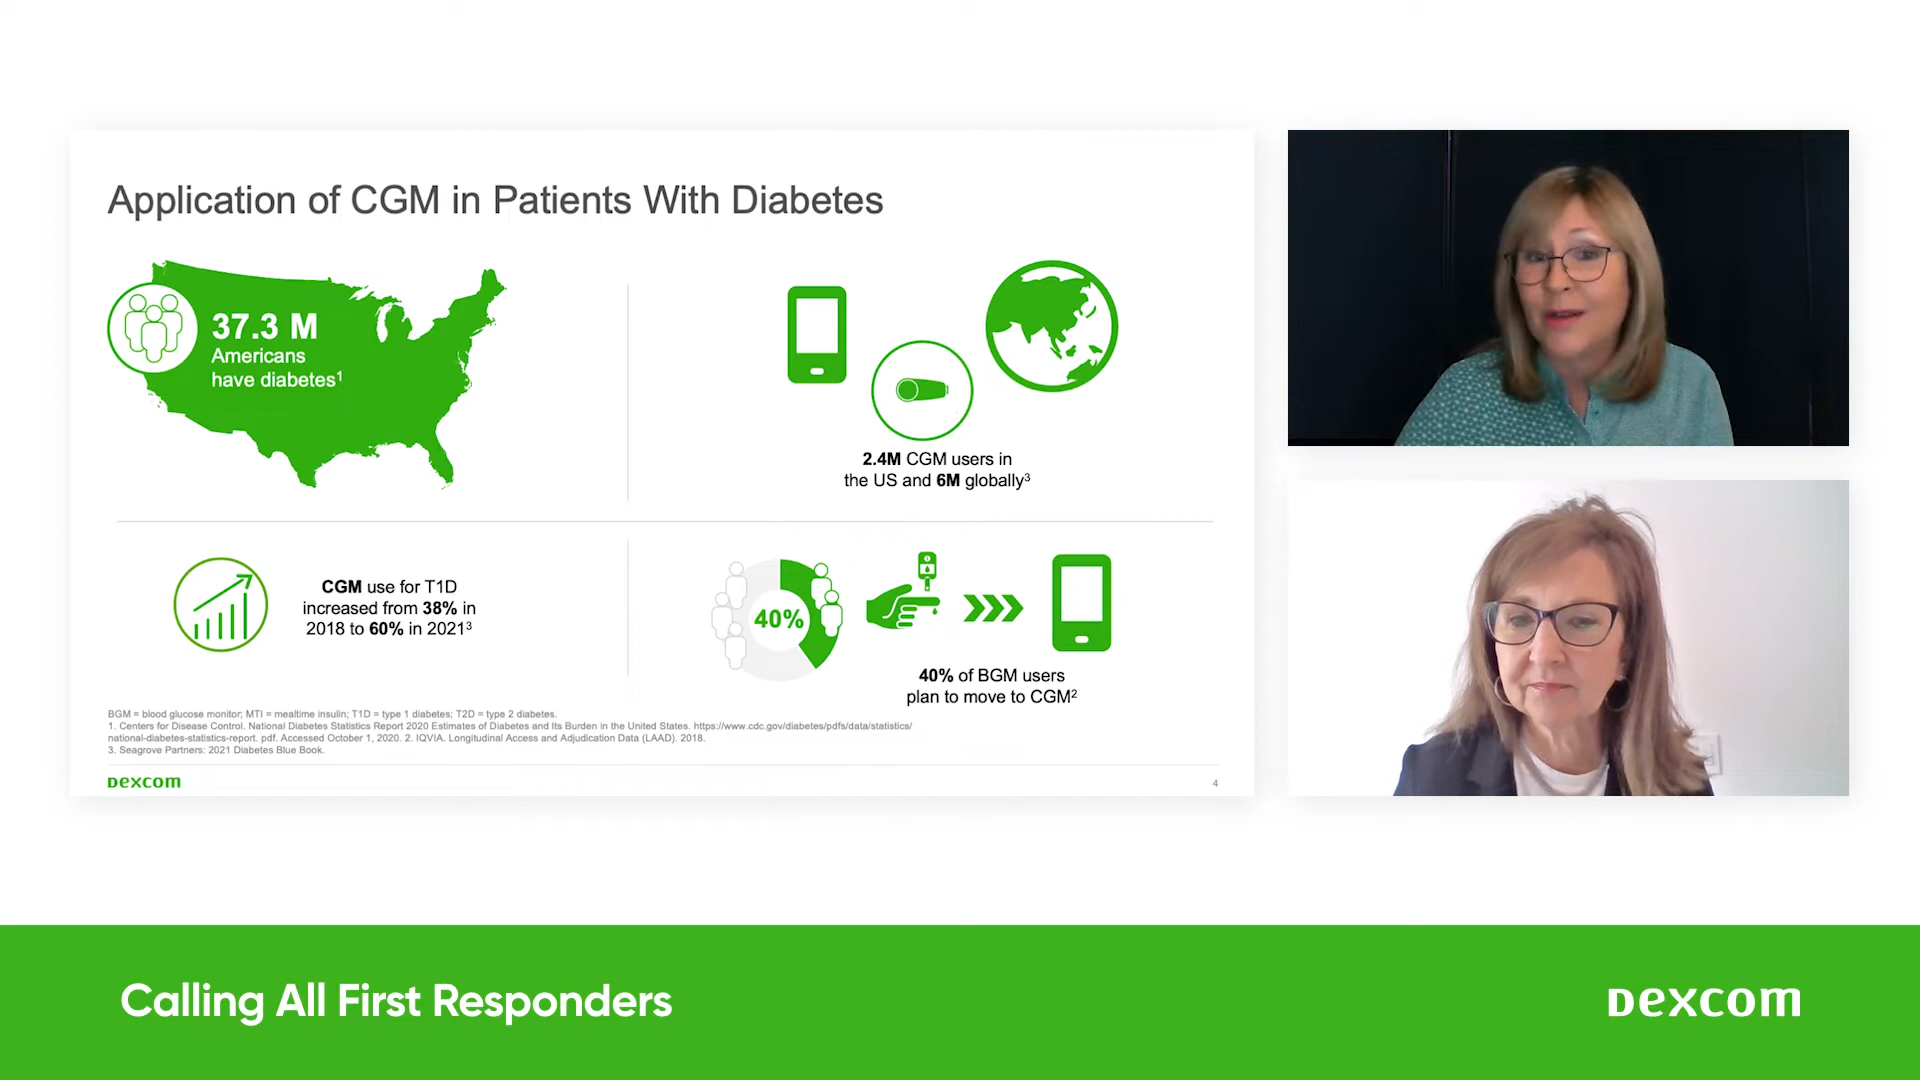 Application of CGM in Patients With Diabetes
37.3 M
Americans
have diabetes¹
2.4M CGM users in
the US and 6M globally³
CGM use for T1D
increased from 38% in
2018 to 60% in 2021³
40%
40% of BGM users
plan to move to CGM²
BGM = blood glucose monitor; MTI = mealtime insulin; T1D = type 1 diabetes; T2D = type 2 diabetes.
1. Centers for Disease Control. National Diabetes Statistics Report 2020 Estimates of Diabetes and Its Burden in the United States. https://www.cdc.gov/diabetes/pdfs/data/statistics/
national-diabetes-statistics-report. pdf. Accessed October 1, 2020. 2. IQVIA. Longitudinal Access and Adjudication Data (LAAD). 2018.
3. Seagrove Partners: 2021 Diabetes Blue Book.
Dexcom
4
Calling All First Responders
Dexcom